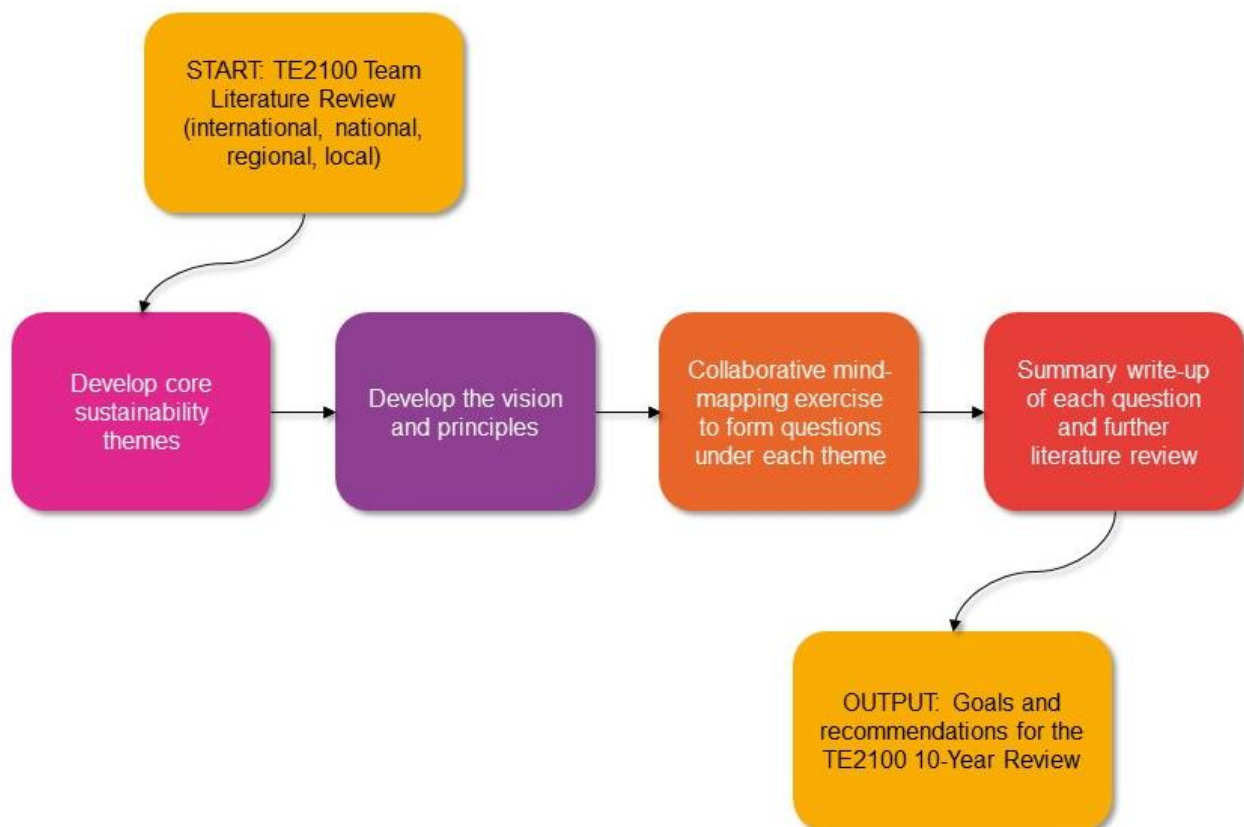 START: TE2100 Team
Literature Review
(international, national,
regional, local)
Develop core
sustainability
themes
Develop the vision
and principles
Collaborative mind-
mapping exercise
to form questions
under each theme
Summary write-up
of each question
and further
literature review
OUTPUT: Goals and
recommendations for the
TE2100 10-Year Review